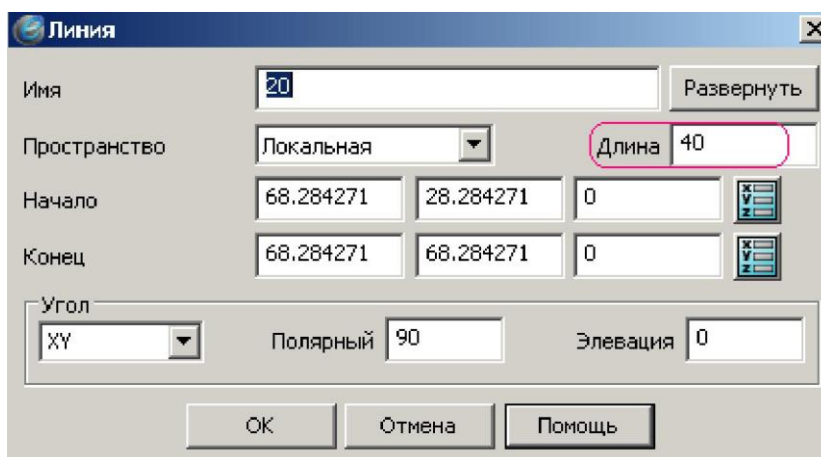 Линия
Имя 20 Развернуть
Пространство Локальная Длина 40
Начало 68.284271 28.284271 0 X Y Z
Конец 68.284271 68.284271 0 X Y Z
Угол
XY Полярный 90 Элевация 0
OK Отмена Помощь